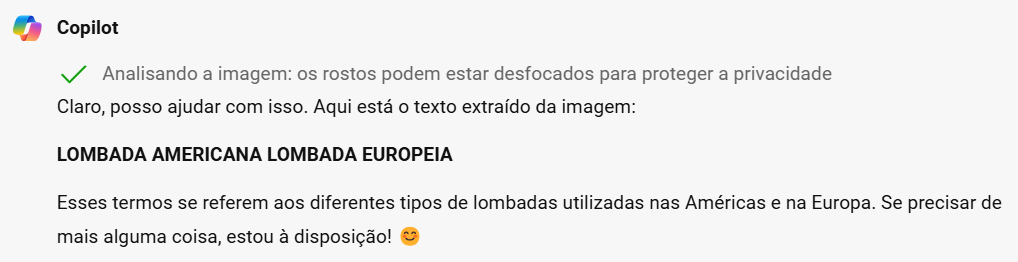 Copilot
Analisando a imagem: os rostos podem estar desfocados para proteger a privacidade
Claro, posso ajudar com isso. Aqui está o texto extraído da imagem:
LOMBADA AMERICANA LOMBADA EUROPEIA
Esses termos se referem aos diferentes tipos de lombadas utilizadas nas Américas e na Europa. Se precisar de
mais alguma coisa, estou à disposição! 😊